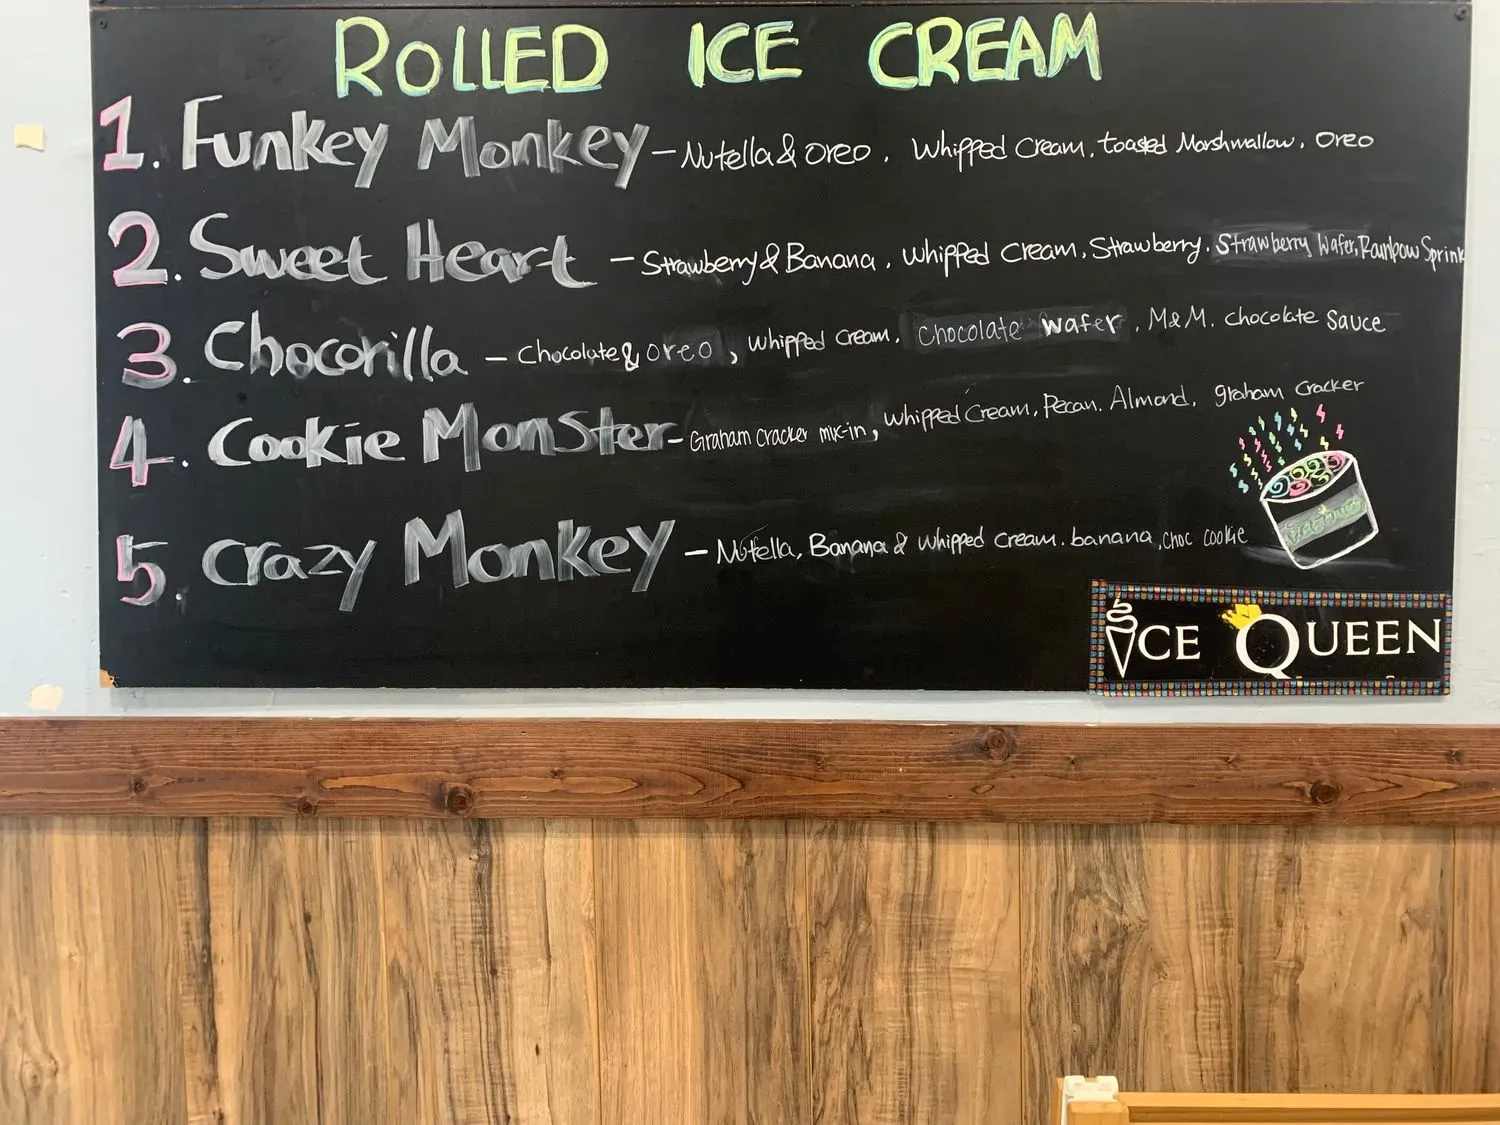 ROLLED ICE CREAM
1. Funkey Monkey – Nutella & oreo, Whipped Cream, toasted Marshmallow, oreo
2. Sweet Heart – Strawberry & Banana, whipped cream, Strawberry, Strawberry Wafer, Rainbow Sprink
3. Chocorilla – Chocolate & oreo, whipped cream, Chocolate wafer, M&M, chocolate sauce
4. Cookie Monster – Graham cracker mix-in, whipped cream, Pecan, Almond, graham cracker
5. Crazy Monkey – Nutella, Banana & whipped cream, banana, choc cookie
ICE QUEEN